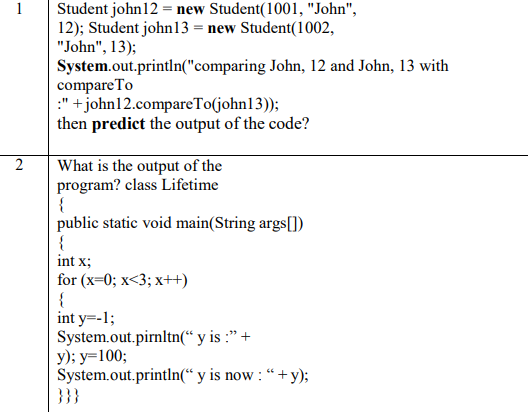 1 Student john12 = new Student(1001, "John",
12); Student john13 = new Student(1002,
"John", 13);
System.out.println("comparing John, 12 and John, 13 with
compareTo
:" +john12.compareTo(john13));
then predict the output of the code?
2 What is the output of the
program? class Lifetime
{
public static void main(String args[])
{
int x;
for (x=0; x<3; x++)
{
int y=-1;
System.out.pirnltn(“ y is :” +
y); y=100;
System.out.println(“ y is now : “ + y);
}}}